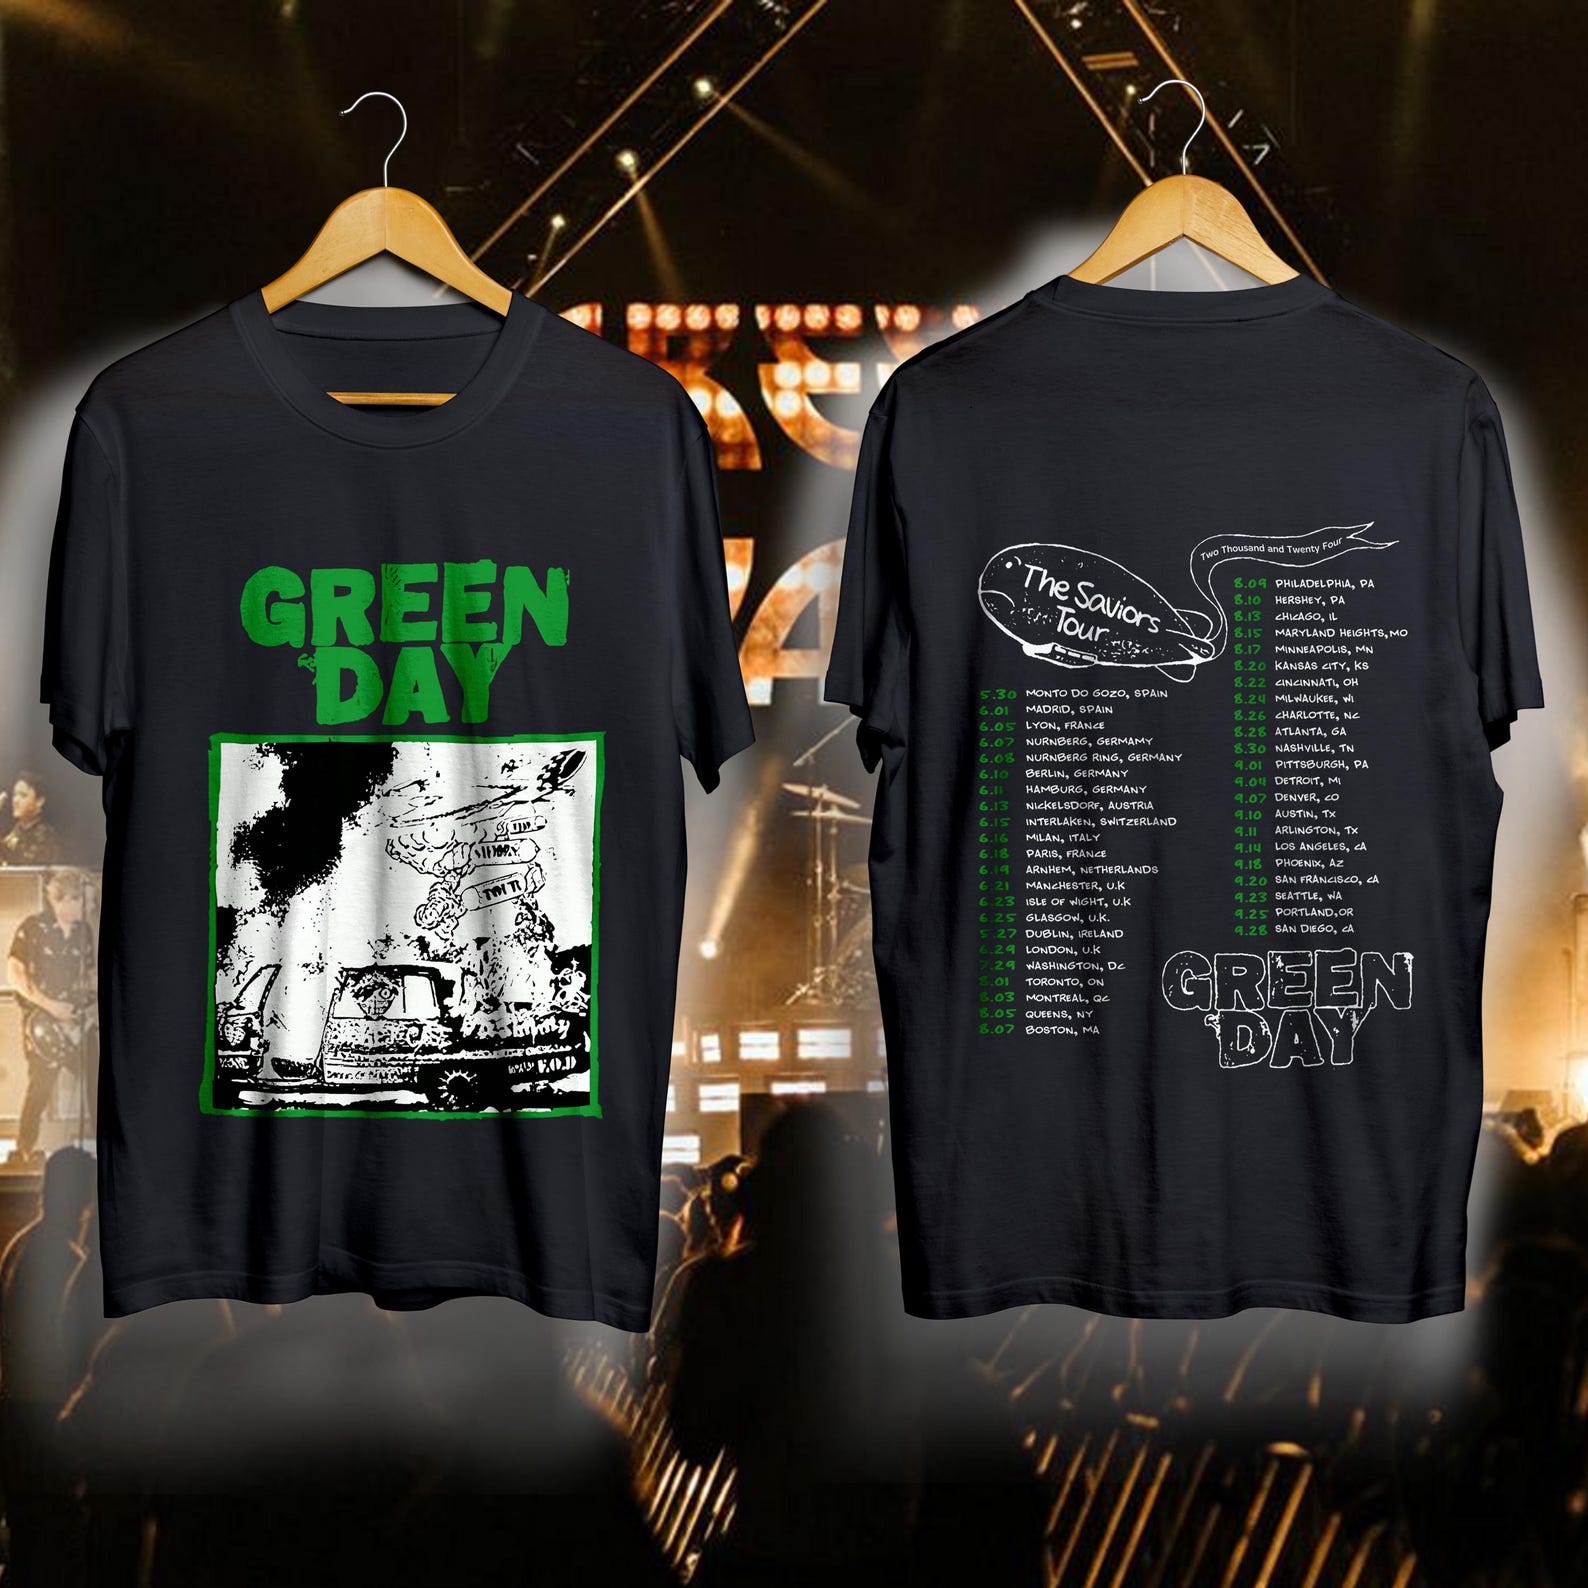 GREEN
DAY
Jimmy
F.O.D
The Saviors
Tour
Two Thousand and Twenty Four
5.30 MONTO DO GOZO, SPAIN
6.01 MADRID, SPAIN
6.05 LYON, FRANCE
6.07 NURNBERG, GERMAMY
6.08 NURNBERG RING, GERMANY
6.10 BERLIN, GERMANY
6.11 HAMBURG, GERMANY
6.13 NICKELSDORF, AUSTRIA
6.15 INTERLAKEN, SWITZERLAND
6.16 MILAN, ITALY
6.18 PARIS, FRANCE
6.19 ARNHEM, NETHERLANDS
6.21 MANCHESTER, U.K
6.23 ISLE OF WIGHT, U.K
6.25 GLASGOW, U.K.
5.27 DUBLIN, IRELAND
6.29 LONDON, U.K
7.29 WASHINGTON, DC
8.01 TORONTO, ON
8.03 MONTREAL, QC
8.05 QUEENS, NY
8.07 BOSTON, MA
8.09 PHILADELPHIA, PA
8.10 HERSHEY, PA
8.13 CHICAGO, IL
8.15 MARYLAND HEIGHTS,MO
8.17 MINNEAPOLIS, MN
8.20 KANSAS CITY, KS
8.22 CINCINNATI, OH
8.24 MILWAUKEE, WI
8.26 CHARLOTTE, NC
8.28 ATLANTA, GA
8.30 NASHVILLE, TN
9.01 PITTSBURGH, PA
9.04 DETROIT, MI
9.07 DENVER, CO
9.10 AUSTIN, TX
9.11 ARLINGTON, TX
9.14 LOS ANGELES, CA
9.18 PHOENIX, AZ
9.20 SAN FRANCISCO, CA
9.23 SEATTLE, WA
9.25 PORTLAND,OR
9.28 SAN DIEGO, CA
GREEN
DAY